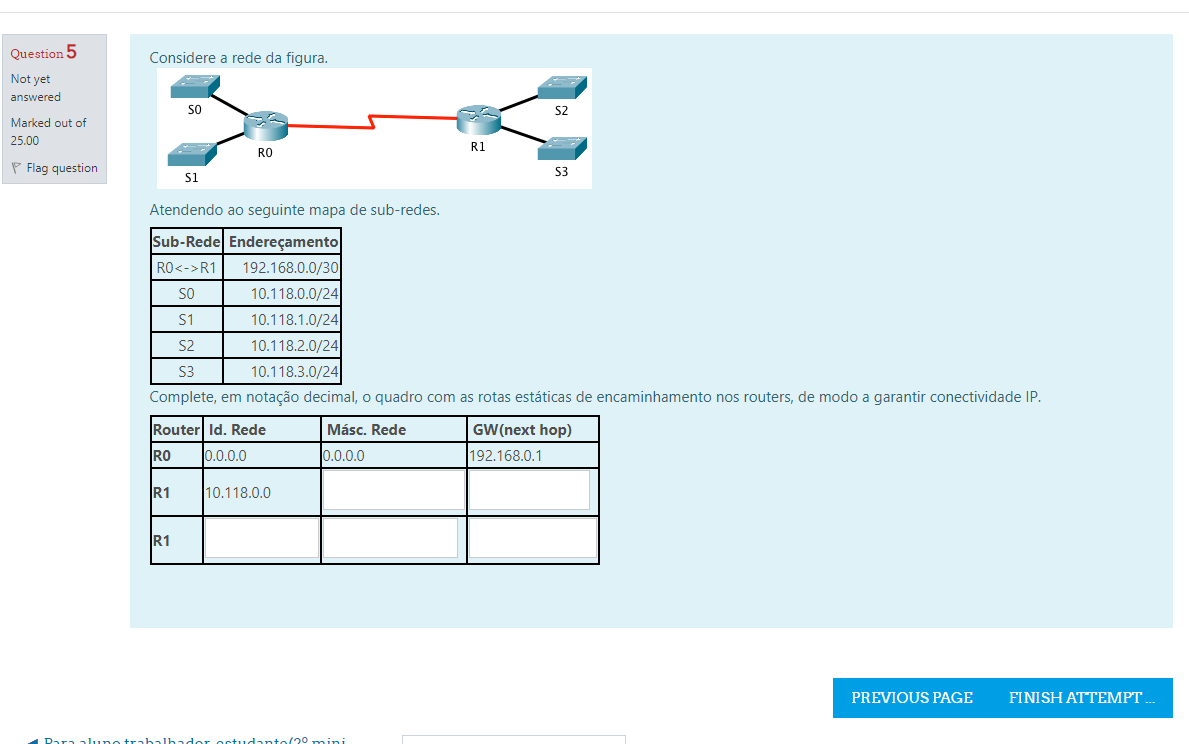 Question 5
Not yet
answered
Marked out of
25.00
Flag question
Considere a rede da figura.
S0
R0
S1
S2
R1
S3
Atendendo ao seguinte mapa de sub-redes.
Sub-Rede Endereçamento
R0<->R1 192.168.0.0/30
S0 10.118.0.0/24
S1 10.118.1.0/24
S2 10.118.2.0/24
S3 10.118.3.0/24
Complete, em notação decimal, o quadro com as rotas estáticas de encaminhamento nos routers, de modo a garantir conectividade IP.
Router Id. Rede Másc. Rede GW(next hop)
R0 0.0.0.0 0.0.0.0 192.168.0.1
R1 10.118.0.0
R1
PREVIOUS PAGE FINISH ATTEMPT ...
◄ Para aluno trabalhador-estudante(2º mini